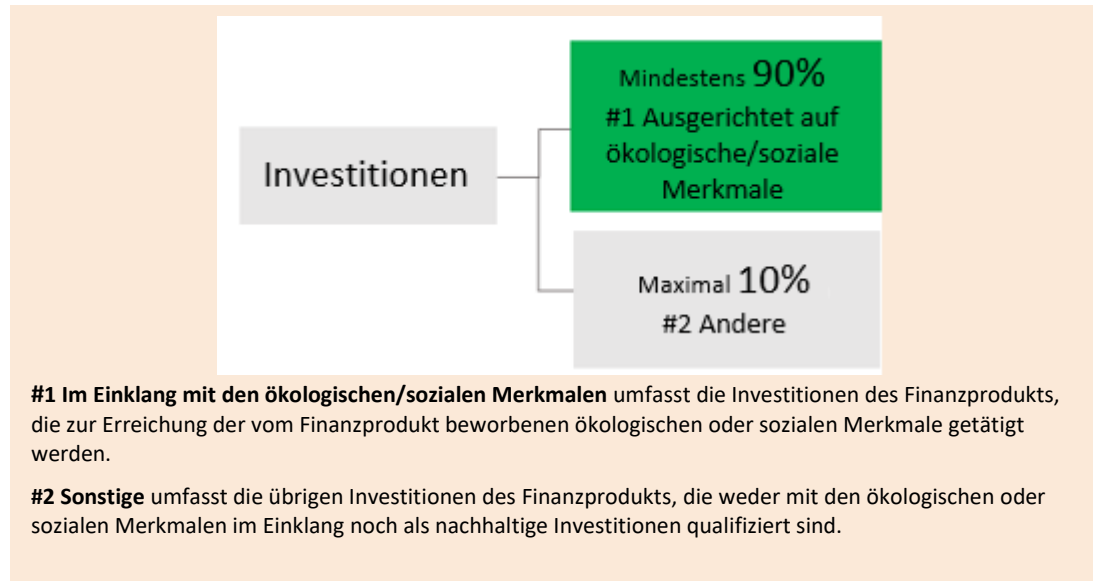 Mindestens 90%
#1 Ausgerichtet auf
ökologische/soziale
Merkmale
Investitionen
Maximal 10%
#2 Andere
#1 Im Einklang mit den ökologischen/sozialen Merkmalen umfasst die Investitionen des Finanzprodukts,
die zur Erreichung der vom Finanzprodukt beworbenen ökologischen oder sozialen Merkmale getätigt
werden.
#2 Sonstige umfasst die übrigen Investitionen des Finanzprodukts, die weder mit den ökologischen oder
sozialen Merkmalen im Einklang noch als nachhaltige Investitionen qualifiziert sind.